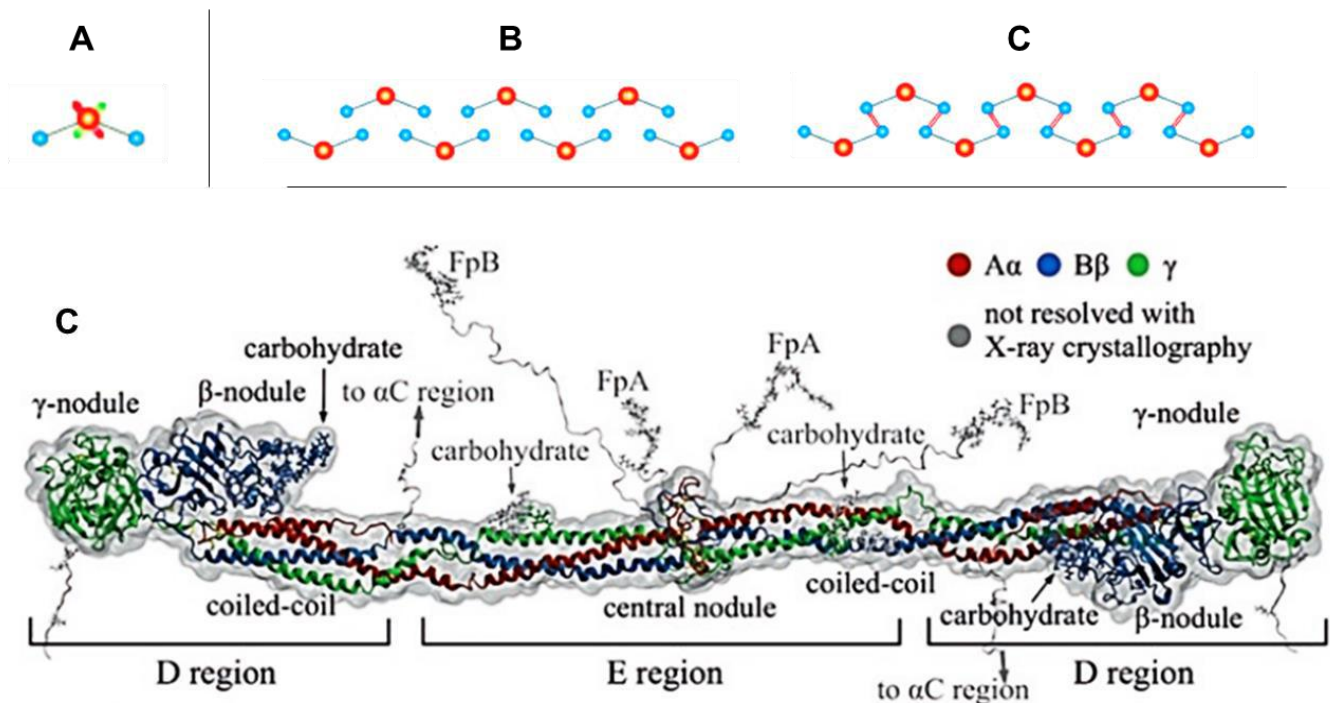 A
B
C
C
FpB
Aα
Bβ
γ
not resolved with
X-ray crystallography
carbohydrate
FpA
γ-nodule
β-nodule
to αC region
FpA
carbohydrate
carbohydrate
FpB
γ-nodule
coiled-coil
central nodule
coiled-coil
carbohydrate
β-nodule
D region
E region
D region
to αC region